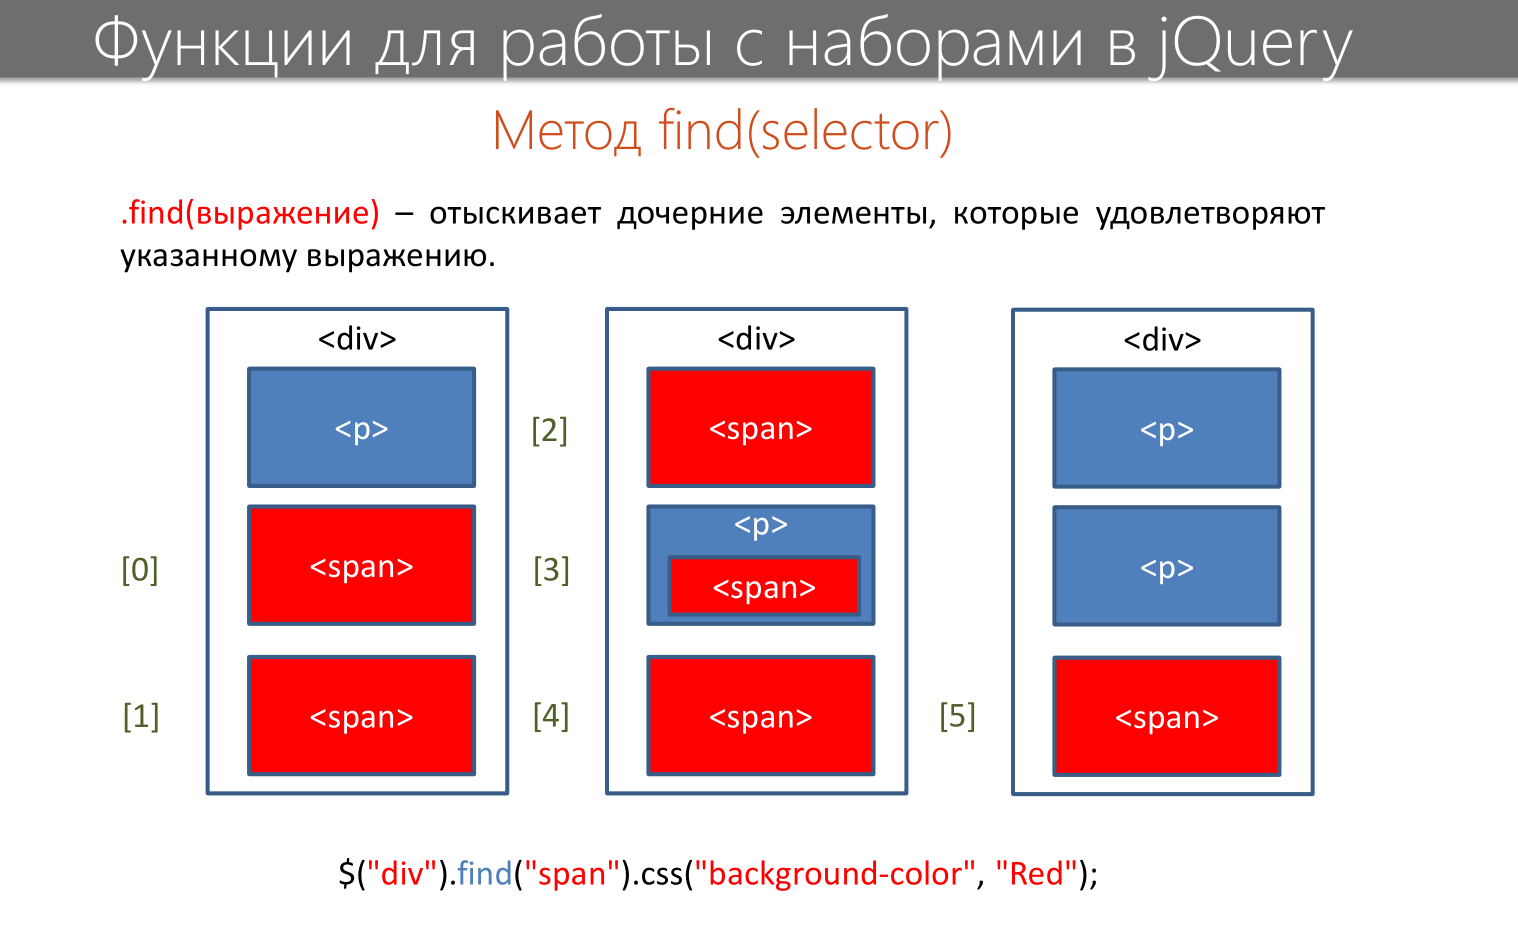 Функции для работы с наборами в jQuery
Метод find(selector)
.find(выражение) – отыскивает дочерние элементы, которые удовлетворяют
указанному выражению.
<div>
<p>
[0] <span>
[1] <span>
<div>
[2] <span>
<p>
[3] <span>
[4] <span>
<div>
<p>
<p>
[5] <span>
$("div").find("span").css("background-color", "Red");